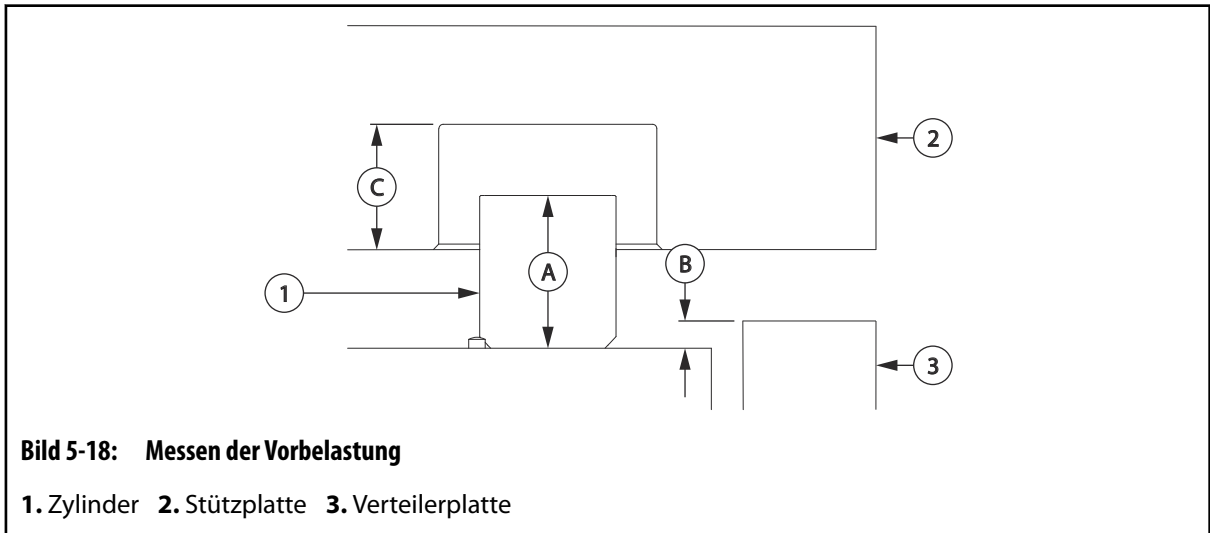 2
C
B
A
1
3
Bild 5-18: Messen der Vorbelastung
1. Zylinder 2. Stützplatte 3. Verteilerplatte